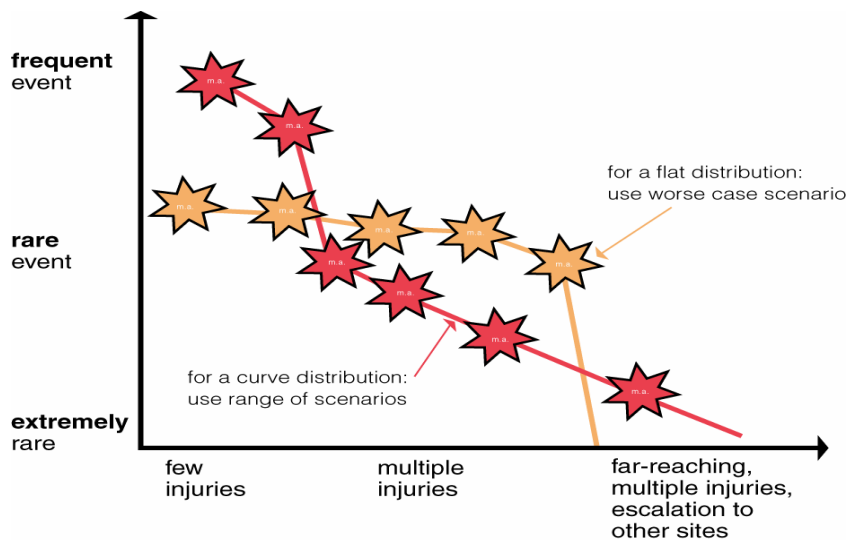 frequent
event
m.a.
m.a.
for a flat distribution:
use worse case scenario
m.a.
m.a.
m.a.
m.a.
rare
event
m.a.
m.a.
m.a.
m.a.
for a curve distribution:
use range of scenarios
m.a.
extremely
rare
few
injuries
multiple
injuries
far-reaching,
multiple injuries,
escalation to
other sites